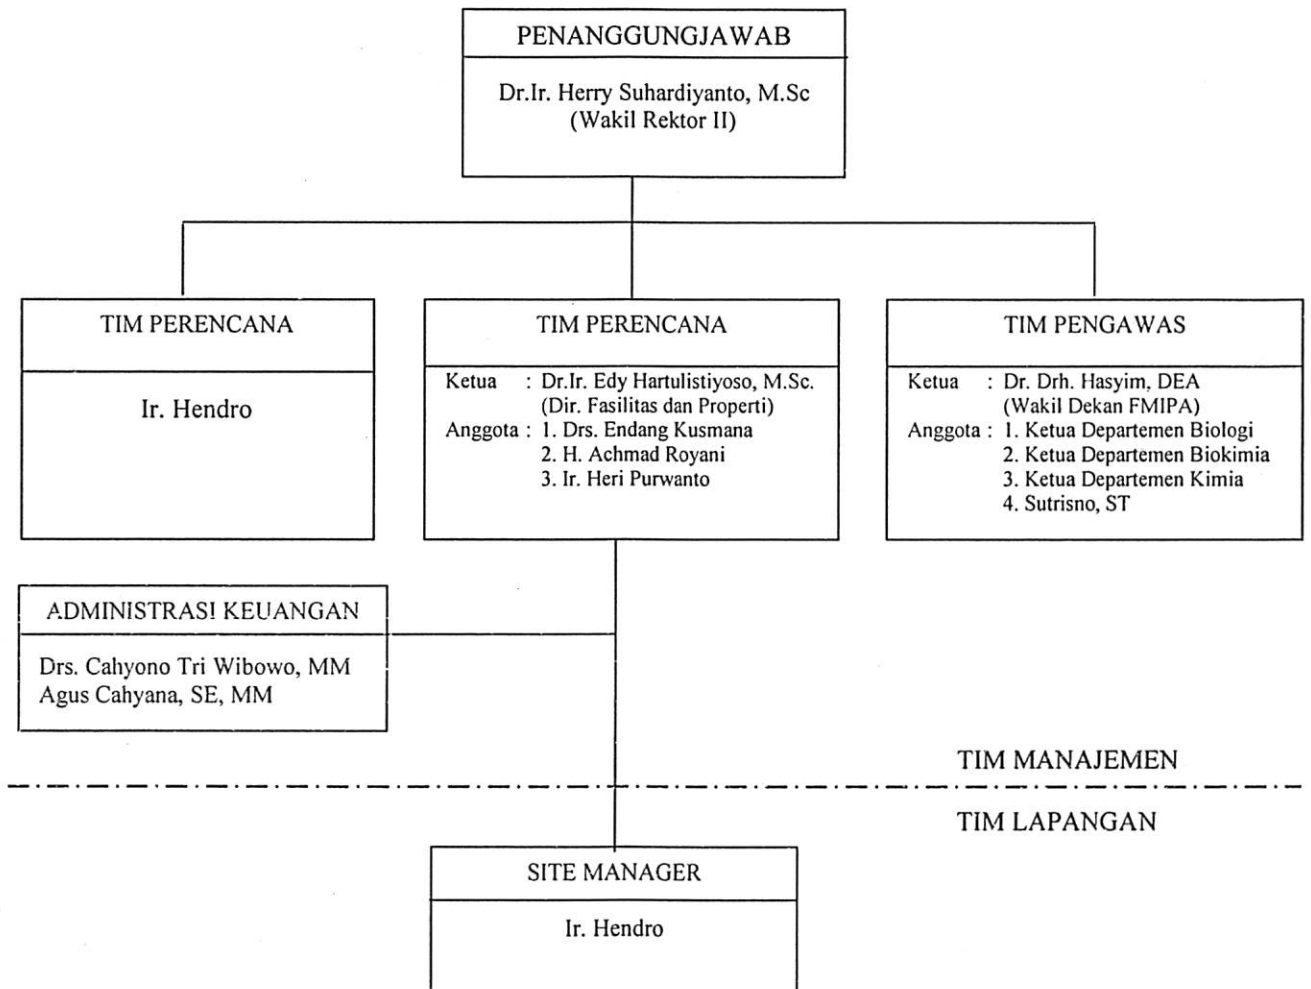 PENANGGUNGJAWAB
Dr.Ir. Herry Suhardiyanto, M.Sc
(Wakil Rektor II)
TIM PERENCANA
Ir. Hendro
TIM PERENCANA
Ketua : Dr.Ir. Edy Hartulistiyoso, M.Sc.
(Dir. Fasilitas dan Properti)
Anggota : 1. Drs. Endang Kusmana
2. H. Achmad Royani
3. Ir. Heri Purwanto
TIM PENGAWAS
Ketua : Dr. Drh. Hasyim, DEA
(Wakil Dekan FMIPA)
Anggota : 1. Ketua Departemen Biologi
2. Ketua Departemen Biokimia
3. Ketua Departemen Kimia
4. Sutrisno, ST
ADMINISTRASI KEUANGAN
Drs. Cahyono Tri Wibowo, MM
Agus Cahyana, SE, MM
TIM MANAJEMEN
TIM LAPANGAN
SITE MANAGER
Ir. Hendro